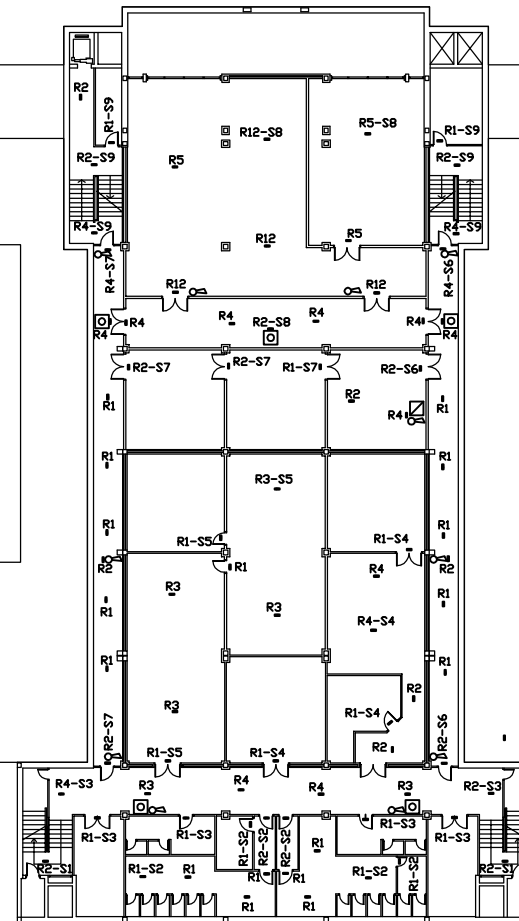 R2
R1-S9
R12-S8
R5-S8
R1-S9
R2-S9
R5
R2-S9
R4-S9
R4-S9
R12
R5
R4-S7
R4-S6
R12
R12
R4
R4
R4
R4
R4
R2-S8
R4
R4
R2-S7
R2-S7
R1-S7
R2-S6
R1
R2
R4
R1
R1
R1
R3-S5
R1
R1-S5
R1-S4
R1
R2
R1
R2
R3
R4
R1
R1
R3
R4-S4
R1
R1
R2
R3
R1-S4
R2-S7
R2
R2-S6
R1-S5
R1-S4
R4-S3
R3
R4
R4
R3
R2-S3
R1-S3
R1-S3
R1-S2
R2-S2
R2-S2
R1
R1-S3
R1-S3
R2-S1
R1-S2
R1
R1
R1
R1-S2
R1-S2
R2-S1
R1
R1